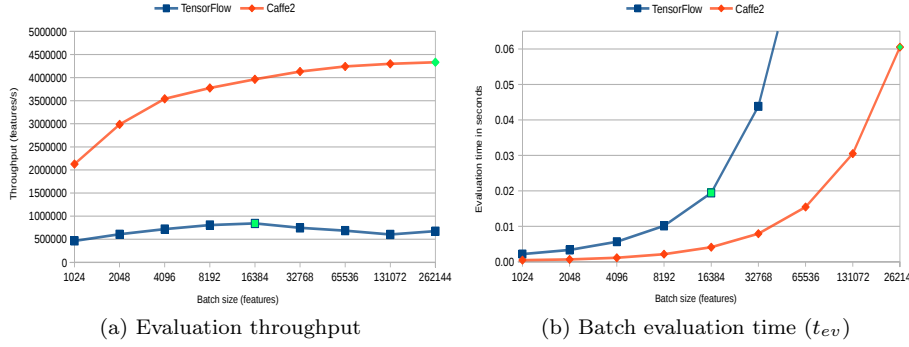 TensorFlow Caffe2
5000000
4500000
4000000
3500000
3000000
2500000
2000000
1500000
1000000
500000
0
Throughput (features/s)
1024 2048 4096 8192 16384 32768 65536 131072 262144
Batch size (features)
(a) Evaluation throughput
TensorFlow Caffe2
0.06
0.05
0.04
0.03
0.02
0.01
0.00
Evaluation time in seconds
1024 2048 4096 8192 16384 32768 65536 131072 26214
Batch size (features)
(b) Batch evaluation time (t_ev)